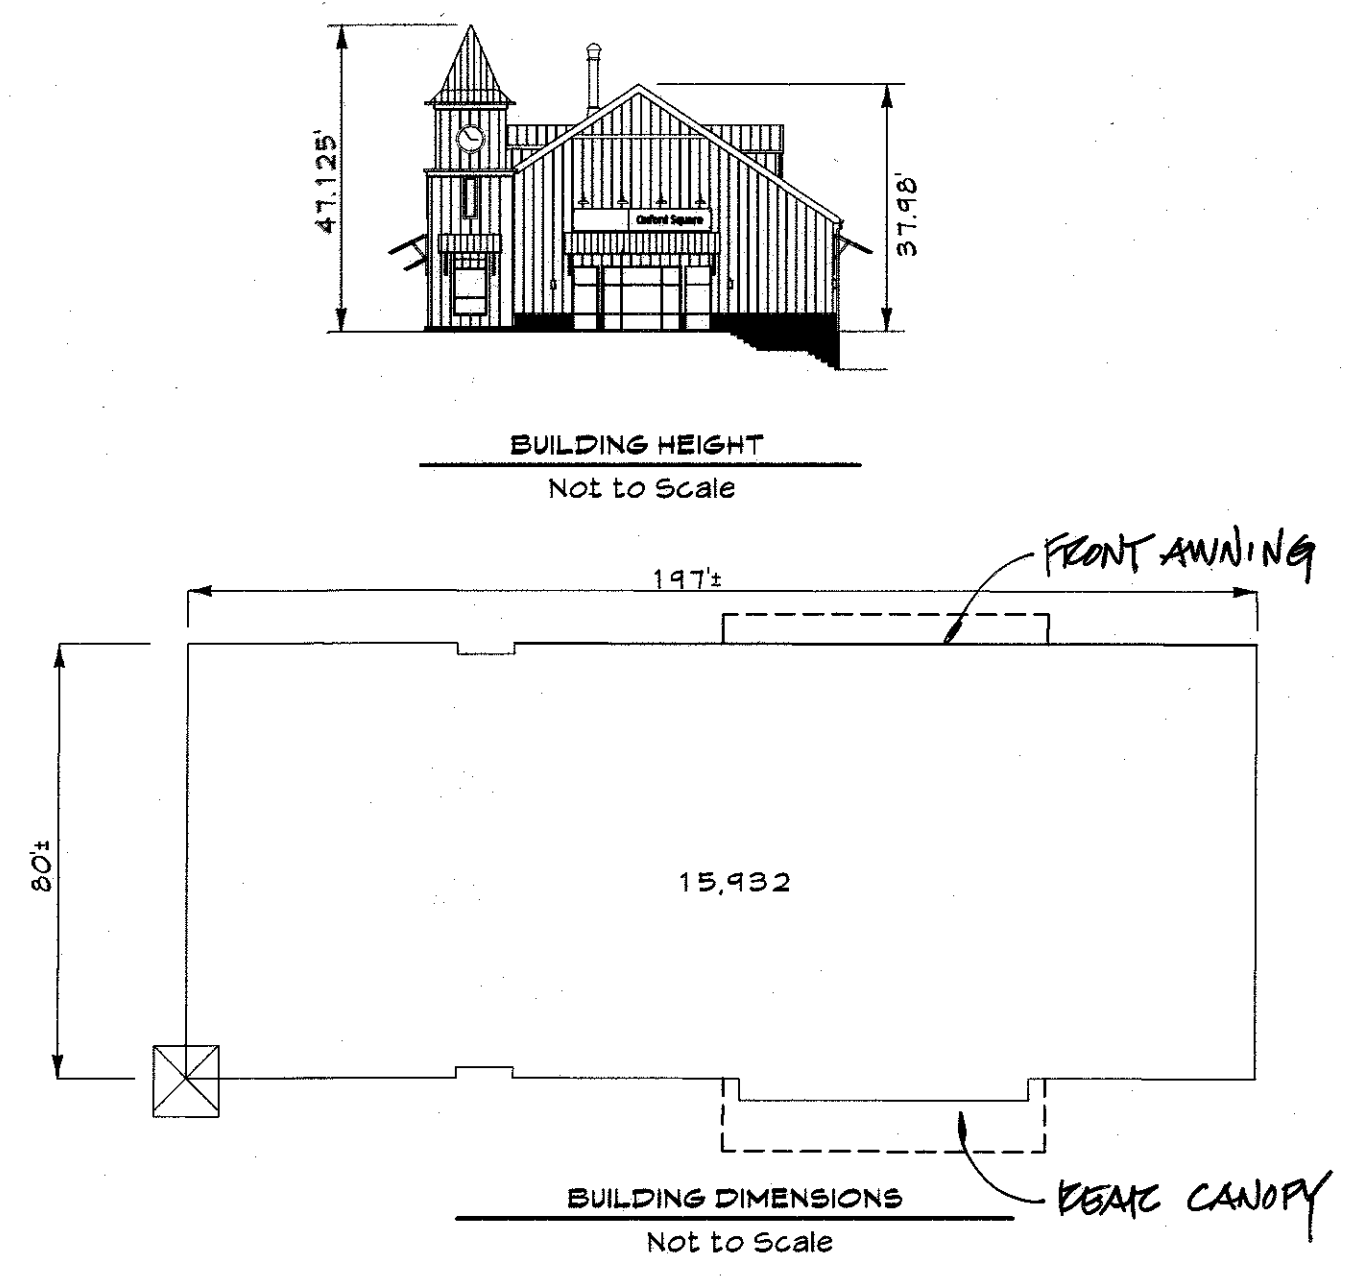 47.125'
Oxford Square
37.98'
BUILDING HEIGHT
Not to Scale
FRONT AWNING
197'±
80'±
15,932
REAR CANOPY
BUILDING DIMENSIONS
Not to Scale